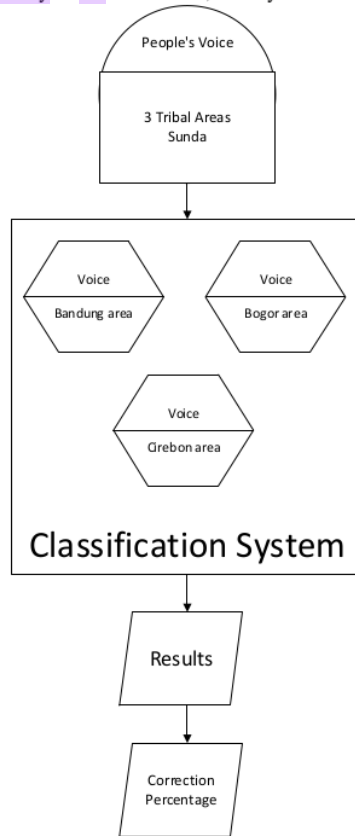 People's Voice
3 Tribal Areas
Sunda
Voice
Bandung area
Voice
Bogor area
Voice
Cirebon area
Classification System
Results
Correction
Percentage